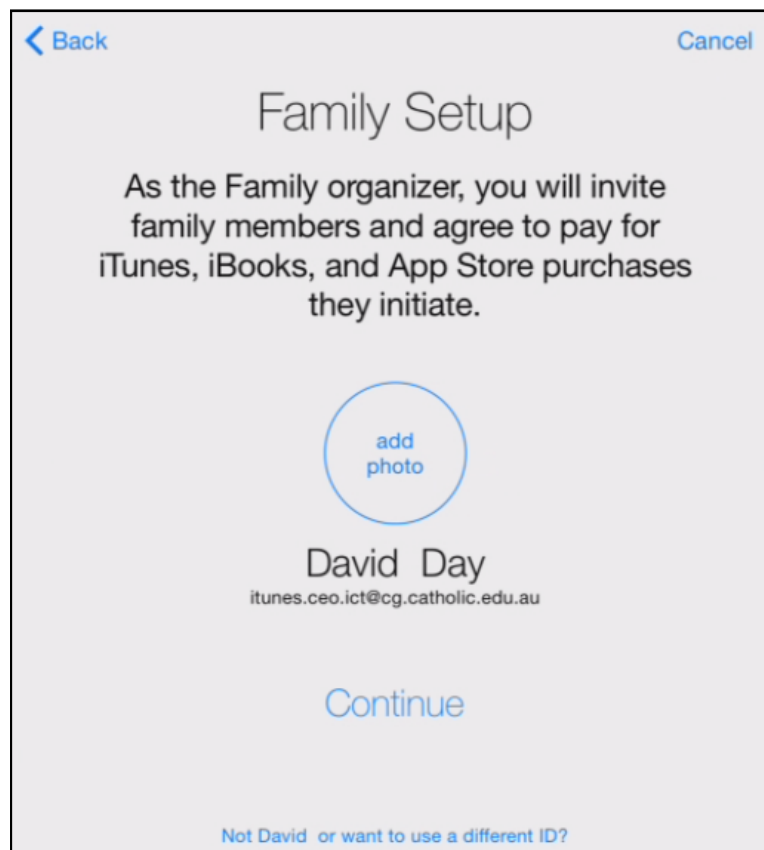 Back
Cancel
Family Setup
As the Family organizer, you will invite
family members and agree to pay for
iTunes, iBooks, and App Store purchases
they initiate.
add
photo
David  Day
itunes.ceo.ict@cg.catholic.edu.au
Continue
Not David  or want to use a different ID?